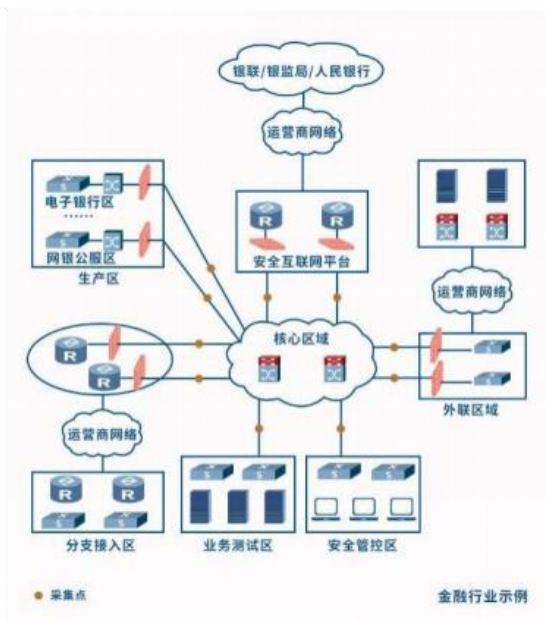 银联/银监局/人民银行
运营商网络
电子银行区
......
网银公服区
生产区
R
R
安全互联网平台
运营商网络
核心区域
R
R
外联区域
运营商网络
R
R
分支接入区
业务测试区
安全管控区
采集点
金融行业示例